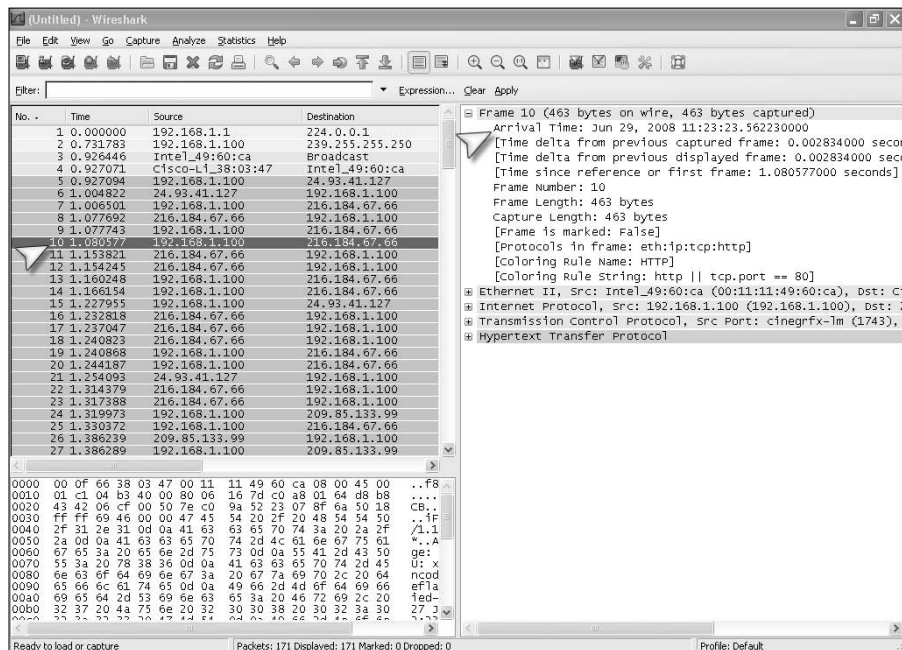 (Untitled) - Wireshark
File Edit View Go Capture Analyze Statistics Help
Filter: Expression... Clear Apply
No. - Time Source Destination
1 0.000000 192.168.1.1 224.0.0.1
2 0.731783 192.168.1.100 239.255.255.250
3 0.926446 Intel_49:60:ca Broadcast
4 0.927071 Cisco-Li_38:03:47 Intel_49:60:ca
5 0.927094 192.168.1.100 24.93.41.127
6 1.004822 24.93.41.127 192.168.1.100
7 1.006501 192.168.1.100 216.184.67.66
8 1.077692 216.184.67.66 192.168.1.100
9 1.077743 192.168.1.100 216.184.67.66
10 1.080577 192.168.1.100 216.184.67.66
11 1.153821 216.184.67.66 192.168.1.100
12 1.154245 216.184.67.66 192.168.1.100
13 1.160248 216.184.67.66 192.168.1.100
14 1.166154 216.184.67.66 192.168.1.100
15 1.227955 192.168.1.100 24.93.41.127
16 1.232818 216.184.67.66 192.168.1.100
17 1.237047 216.184.67.66 192.168.1.100
18 1.240823 216.184.67.66 192.168.1.100
19 1.240868 192.168.1.100 216.184.67.66
20 1.244187 192.168.1.100 216.184.67.66
21 1.254093 24.93.41.127 192.168.1.100
22 1.314379 216.184.67.66 192.168.1.100
23 1.317388 216.184.67.66 192.168.1.100
24 1.319973 192.168.1.100 209.85.133.99
25 1.330372 192.168.1.100 216.184.67.66
26 1.386239 209.85.133.99 192.168.1.100
27 1.386289 192.168.1.100 209.85.133.99
Frame 10 (463 bytes on wire, 463 bytes captured)
Arrival Time: Jun 29, 2008 11:23:23.562230000
[Time delta from previous captured frame: 0.002834000 secon
[Time delta from previous displayed frame: 0.002834000 seco
[Time since reference or first frame: 1.080577000 seconds]
Frame Number: 10
Frame Length: 463 bytes
Capture Length: 463 bytes
[Frame is marked: False]
[Protocols in frame: eth:ip:tcp:http]
[Coloring Rule Name: HTTP]
[Coloring Rule String: http || tcp.port == 80]
Ethernet II, Src: Intel_49:60:ca (00:11:11:49:60:ca), Dst: Ci
Internet Protocol, Src: 192.168.1.100 (192.168.1.100), Dst:
Transmission Control Protocol, Src Port: cinegrfx-lm (1743),
Hypertext Transfer Protocol
0000 00 0f 66 38 03 47 00 11 11 49 60 ca 08 00 45 00 ..f8
0010 01 c1 04 b3 40 00 80 06 16 7d c0 a8 01 64 d8 b8 ....
0020 43 42 06 cf 00 50 7e c0 9a 52 23 07 8f 6a 50 18 CB..
0030 ff ff 69 46 00 00 47 45 54 20 2f 20 48 54 54 50 ..iF
0040 2f 31 2e 31 0d 0a 41 63 63 65 70 74 3a 20 2a 2f /1.1
0050 2a 0d 0a 41 63 63 65 70 74 2d 4c 61 6e 67 75 61 *..A
0060 67 65 3a 20 65 6e 2d 75 73 0d 0a 55 41 2d 43 50 ge:
0070 55 3a 20 78 38 36 0d 0a 41 63 63 65 70 74 2d 45 U: x
0080 6e 63 6f 64 69 6e 67 3a 20 67 7a 69 70 2c 20 64 ncod
0090 65 66 6c 61 74 65 0d 0a 49 66 2d 4d 6f 64 69 66 efla
00a0 69 65 64 2d 53 69 6e 63 65 3a 20 46 72 69 2c 20 ied-
00b0 32 37 20 4a 75 6e 20 32 30 30 38 20 30 32 3a 30 27 J
Ready to load or capture Packets: 171 Displayed: 171 Marked: 0 Dropped: 0 Profile: Default